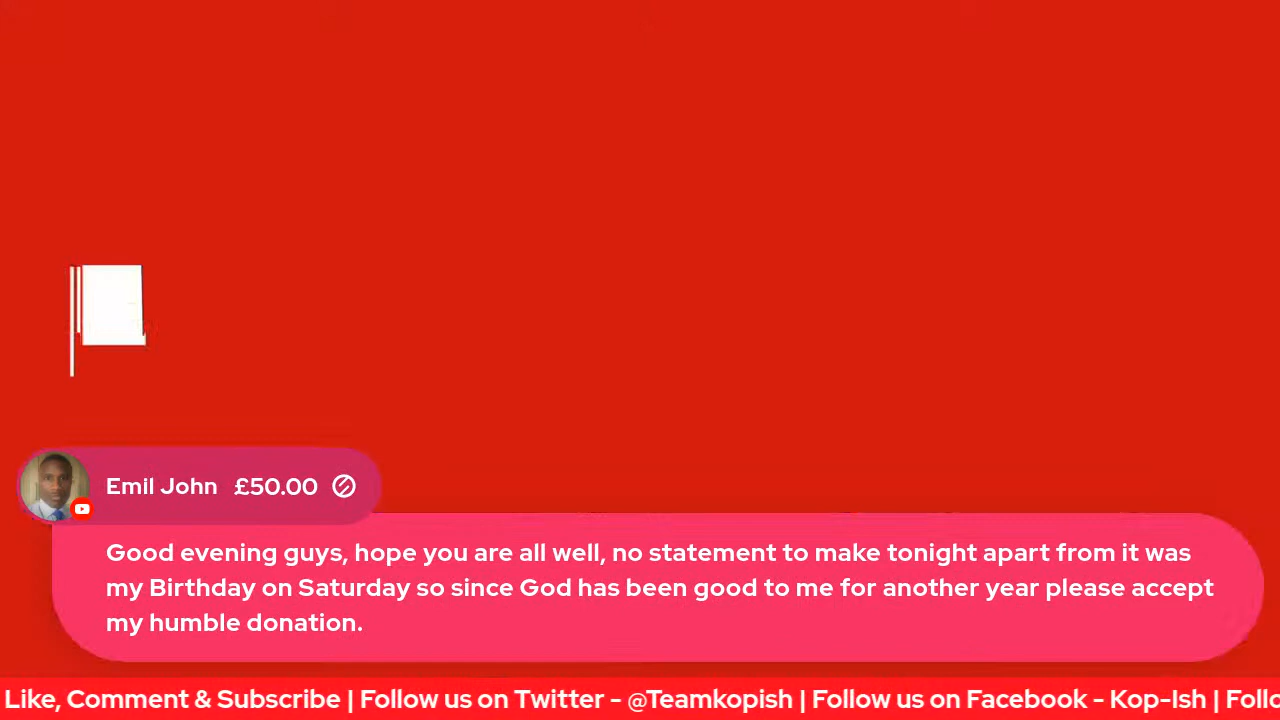 Emil John £50.00
Good evening guys, hope you are all well, no statement to make tonight apart from it was
my Birthday on Saturday so since God has been good to me for another year please accept
my humble donation.
Like, Comment & Subscribe | Follow us on Twitter - @Teamkopish | Follow us on Facebook - Kop-Ish | Follo